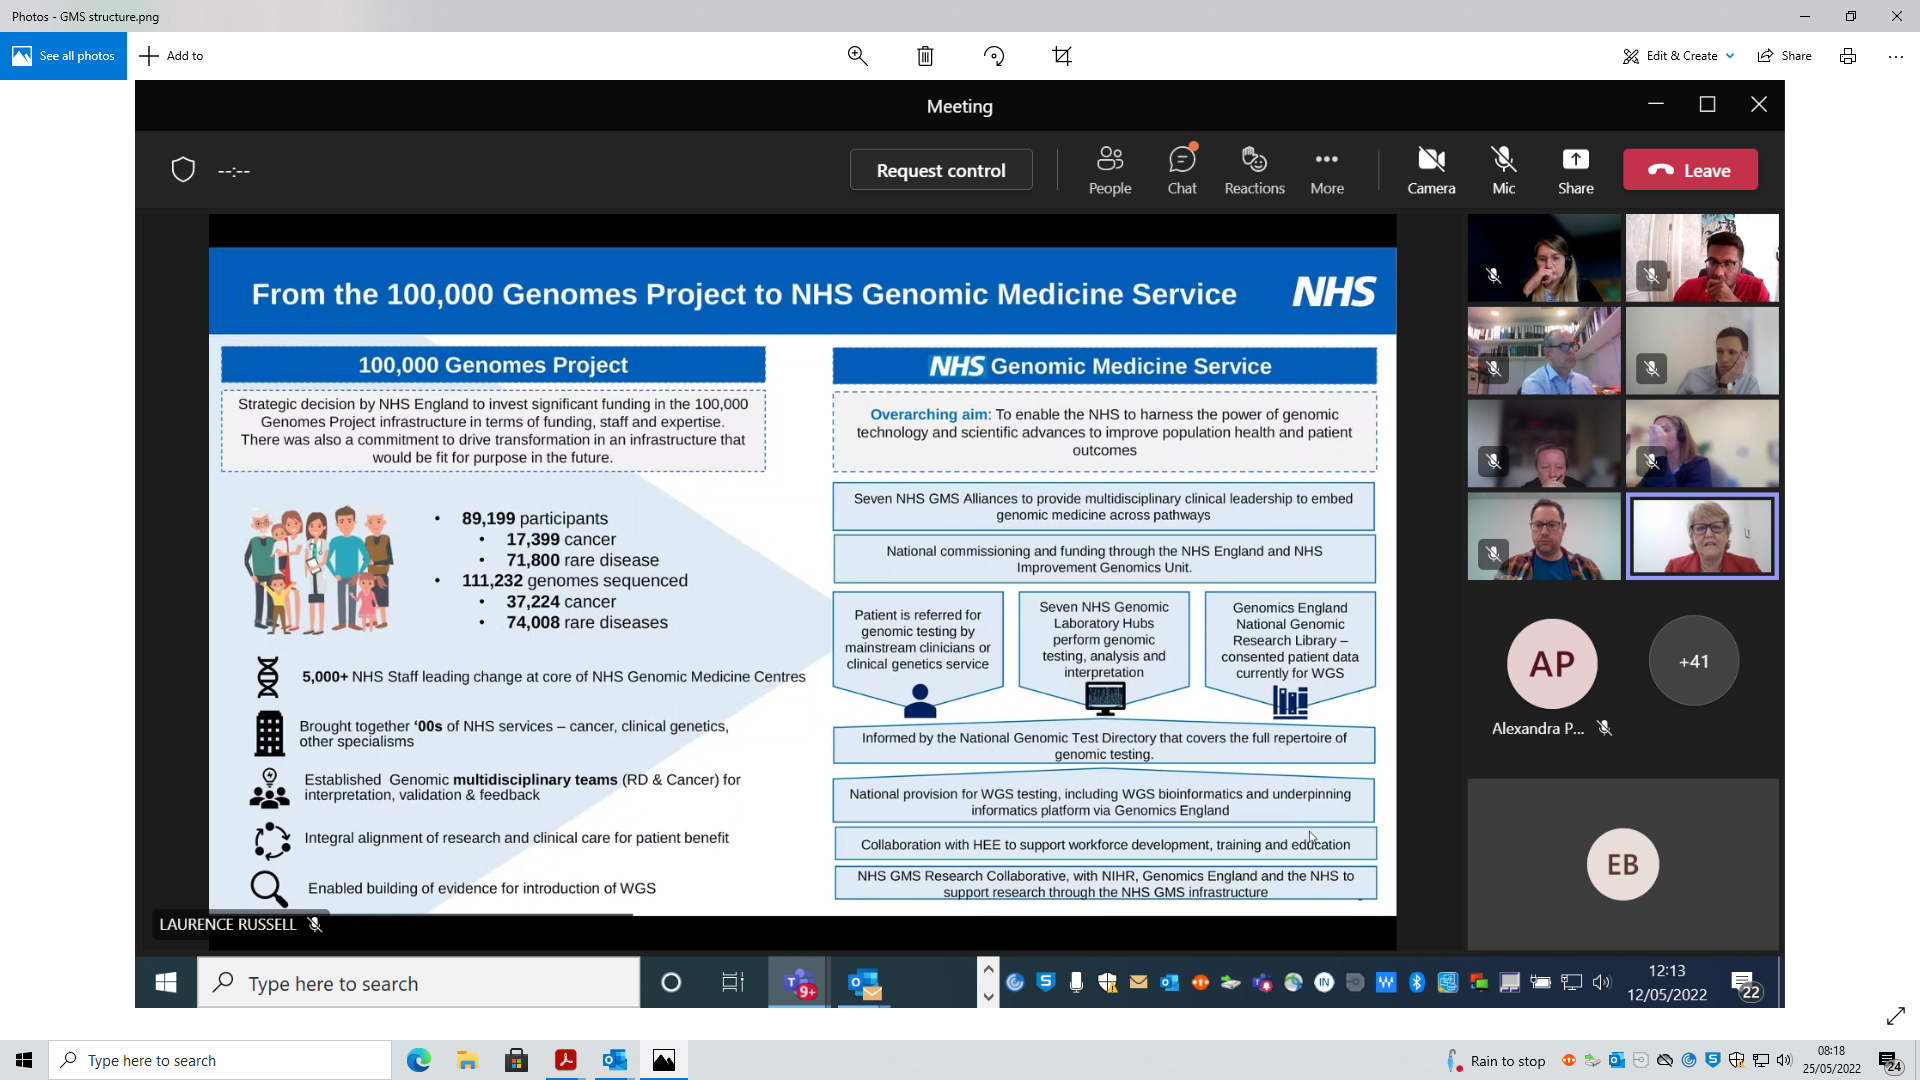 Photos - GMS structure.png
See all photos
Add to
Edit & Create
Share
Meeting
--:--
Request control
People
Chat
Reactions
More
Camera
Mic
Share
Leave
From the 100,000 Genomes Project to NHS Genomic Medicine Service
NHS
100,000 Genomes Project
Strategic decision by NHS England to invest significant funding in the 100,000
Genomes Project infrastructure in terms of funding, staff and expertise.
There was also a commitment to drive transformation in an infrastructure that
would be fit for purpose in the future.
• 89,199 participants
• 17,399 cancer
• 71,800 rare disease
• 111,232 genomes sequenced
• 37,224 cancer
• 74,008 rare diseases
5,000+ NHS Staff leading change at core of NHS Genomic Medicine Centres
Brought together ‘00s of NHS services – cancer, clinical genetics,
other specialisms
Established Genomic multidisciplinary teams (RD & Cancer) for
interpretation, validation & feedback
Integral alignment of research and clinical care for patient benefit
Enabled building of evidence for introduction of WGS
NHS Genomic Medicine Service
Overarching aim: To enable the NHS to harness the power of genomic
technology and scientific advances to improve population health and patient
outcomes
Seven NHS GMS Alliances to provide multidisciplinary clinical leadership to embed
genomic medicine across pathways
National commissioning and funding through the NHS England and NHS
Improvement Genomics Unit.
Patient is referred for
genomic testing by
mainstream clinicians or
clinical genetics service
Seven NHS Genomic
Laboratory Hubs
perform genomic
testing, analysis and
interpretation
Genomics England
National Genomic
Research Library –
consented patient data
currently for WGS
Informed by the National Genomic Test Directory that covers the full repertoire of
genomic testing.
National provision for WGS testing, including WGS bioinformatics and underpinning
informatics platform via Genomics England
Collaboration with HEE to support workforce development, training and education
NHS GMS Research Collaborative, with NIHR, Genomics England and the NHS to
support research through the NHS GMS infrastructure
LAURENCE RUSSELL
AP
+41
Alexandra P...
EB
Type here to search
9+
IN
W
12:13
12/05/2022
22
Type here to search
Rain to stop
08:18
25/05/2022
24